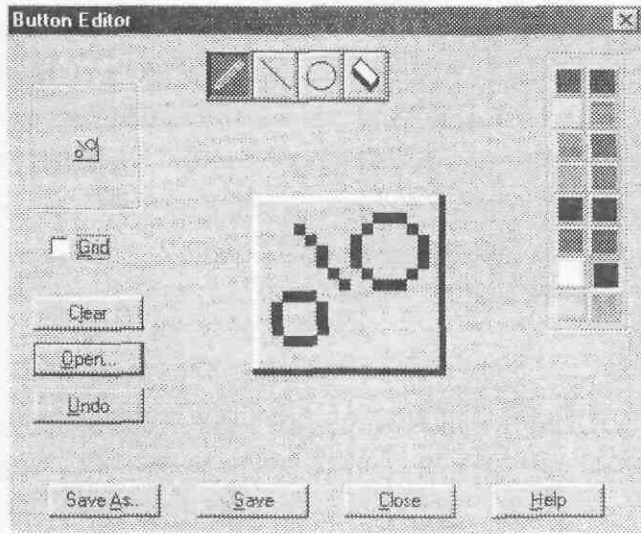 Button Editor
Grid
Clear
Open...
Undo
Save As...
Save
Close
Help